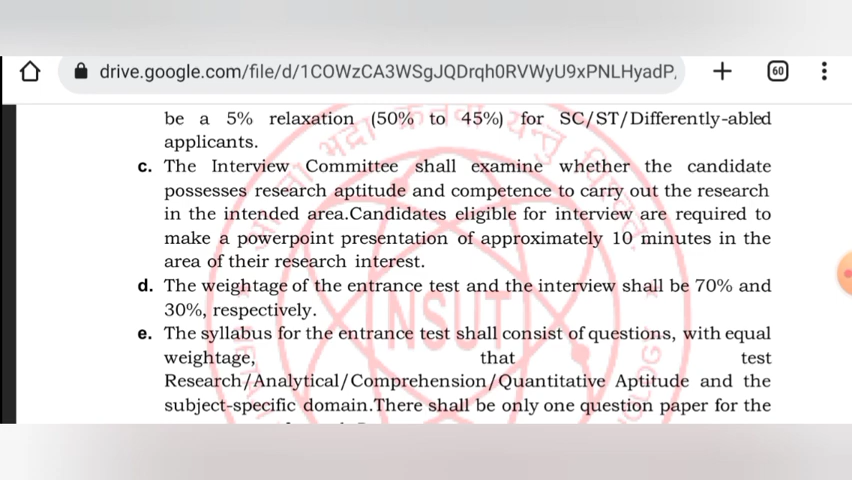 drive.google.com/file/d/1COWzCA3WSgJQDrqh0RVWyU9xPNLHyadP,
60
be a 5% relaxation (50% to 45%) for SC/ST/Differently-abled
applicants.
c. The Interview Committee shall examine whether the candidate
possesses research aptitude and competence to carry out the research
in the intended area.Candidates eligible for interview are required to
make a powerpoint presentation of approximately 10 minutes in the
area of their research interest.
d. The weightage of the entrance test and the interview shall be 70% and
30%, respectively.
e. The syllabus for the entrance test shall consist of questions, with equal
weightage, that test
Research/Analytical/Comprehension/Quantitative Aptitude and the
subject-specific domain.There shall be only one question paper for the
NSUT